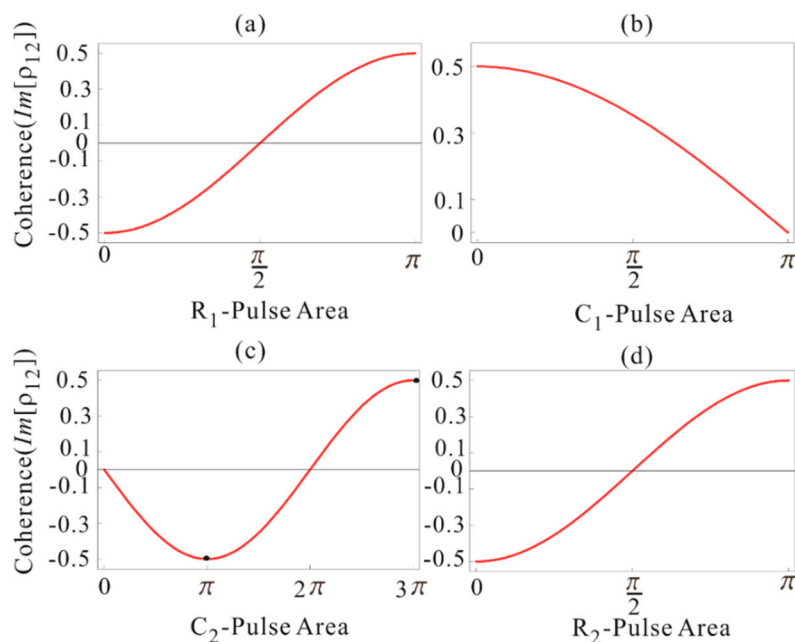 (a)
(b)
Coherence(Im[ρ12])
0.5
0.3
0.1
0
-0.1
-0.3
-0.5
0
π/2
π
R1-Pulse Area
0.5
0.3
0.1
0
0
π/2
π
C1-Pulse Area
(c)
(d)
Coherence(Im[ρ12])
0.5
0.3
0.1
0
-0.1
-0.3
-0.5
0
π
2π
3π
C2-Pulse Area
0.5
0.3
0.1
0
-0.1
-0.3
-0.5
0
π/2
π
R2-Pulse Area